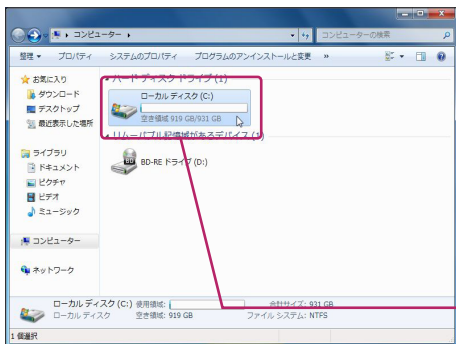 コンピューター
コンピューターの検索
整理
プロパティ
システムのプロパティ
プログラムのアンインストールと変更
»
お気に入り
ダウンロード
デスクトップ
最近表示した場所
ライブラリ
ドキュメント
ピクチャ
ビデオ
ミュージック
コンピューター
ネットワーク
ハード ディスク ドライブ (1)
ローカル ディスク (C:)
空き領域 919 GB/931 GB
リムーバブル記憶域があるデバイス (1)
BD-RE ドライブ (D:)
ローカル ディスク (C:) 使用領域: 合計サイズ: 931 GB
ローカル ディスク 空き領域: 919 GB ファイル システム: NTFS
1 個選択